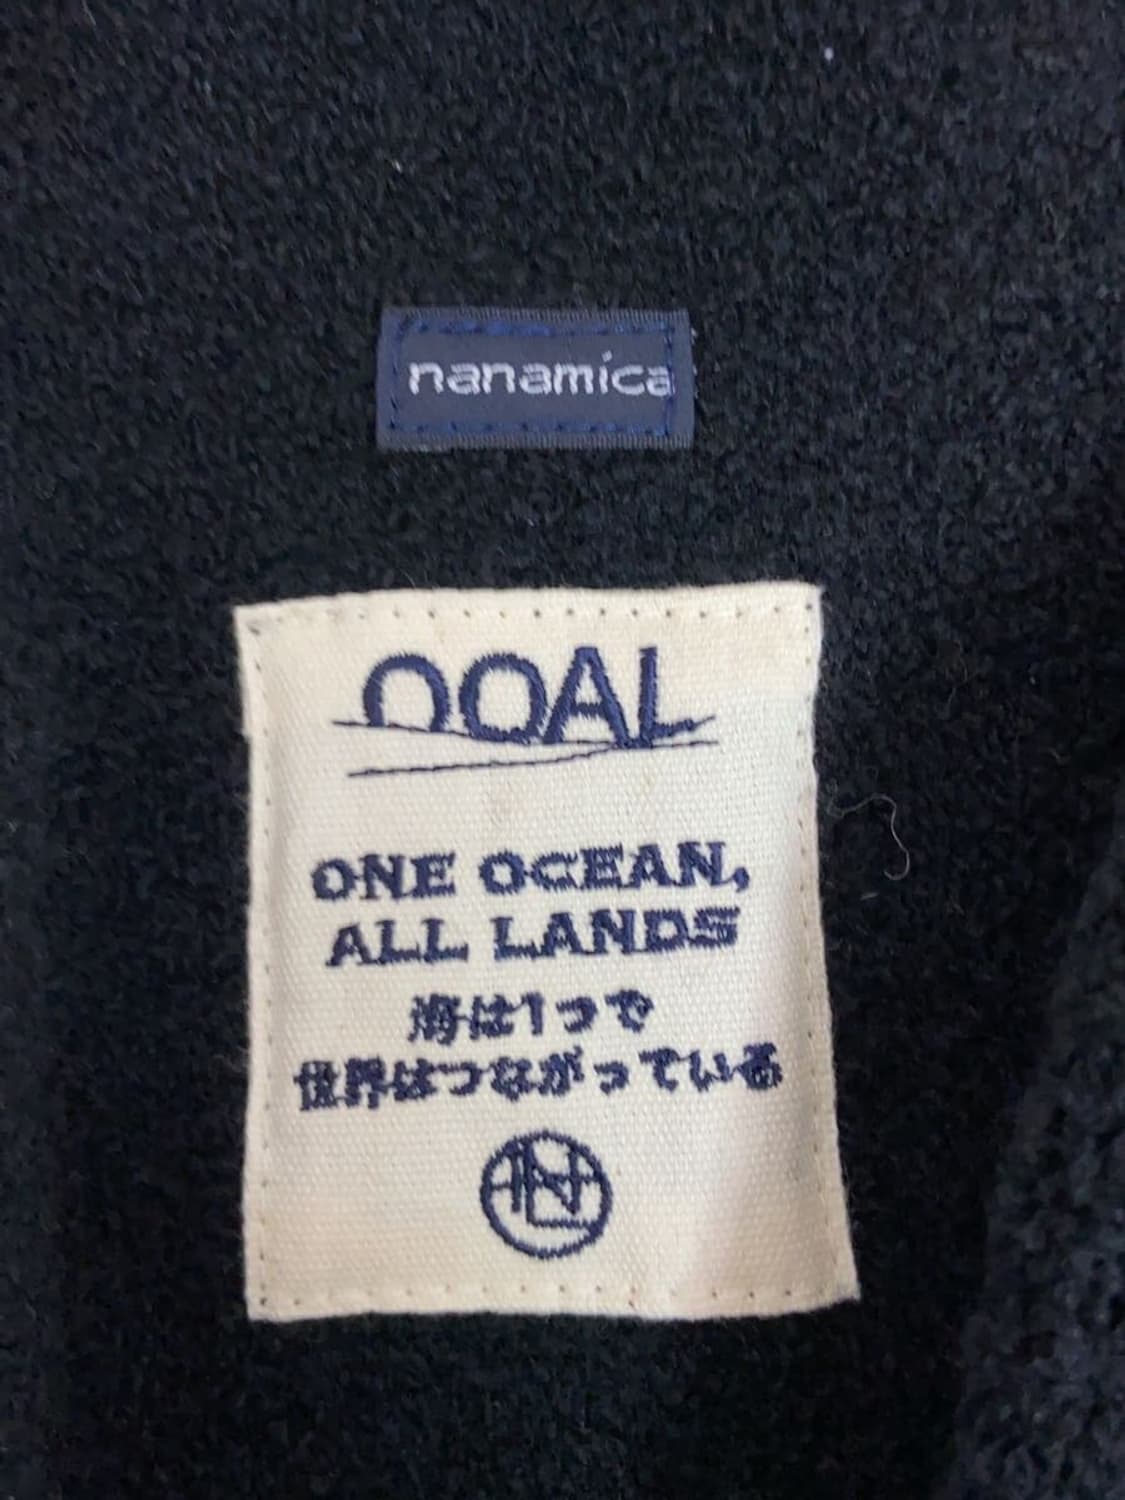 nanamica
OOAL
ONE OCEAN,
ALL LANDS
海は1つで
世界はつながっている